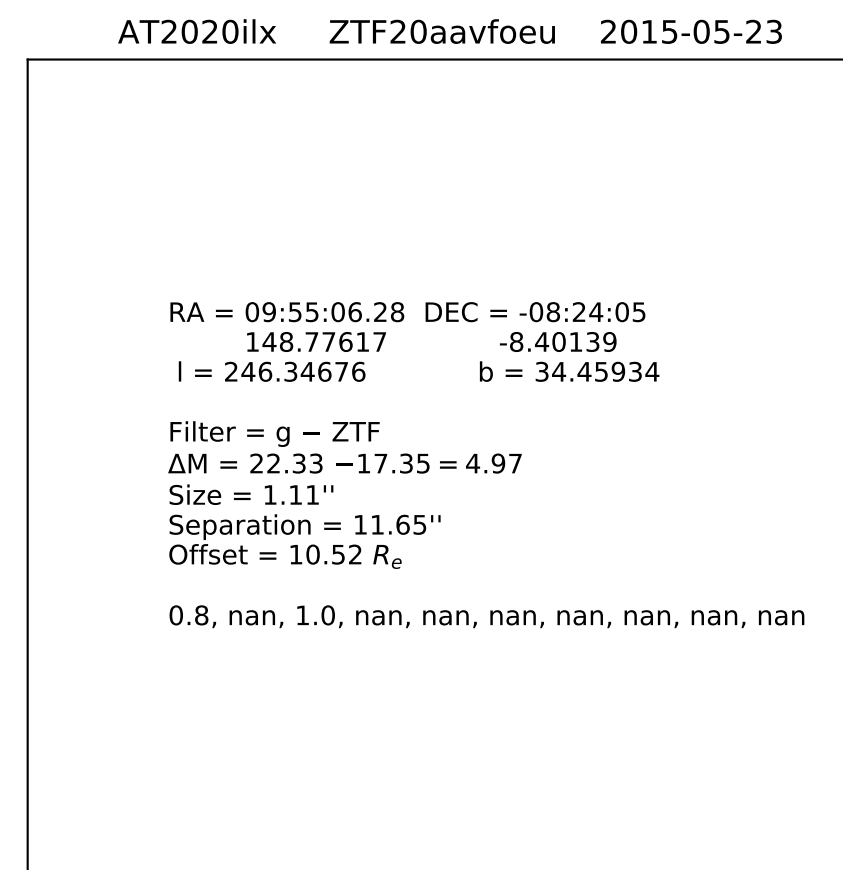 AT2020ilx ZTF20aavfoeu 2015-05-23
RA = 09:55:06.28 DEC = -08:24:05
148.77617 -8.40139
l = 246.34676 b = 34.45934
Filter = g − ZTF
ΔM = 22.33 −17.35 = 4.97
Size = 1.11''
Separation = 11.65''
Offset = 10.52 Rₑ
0.8, nan, 1.0, nan, nan, nan, nan, nan, nan, nan